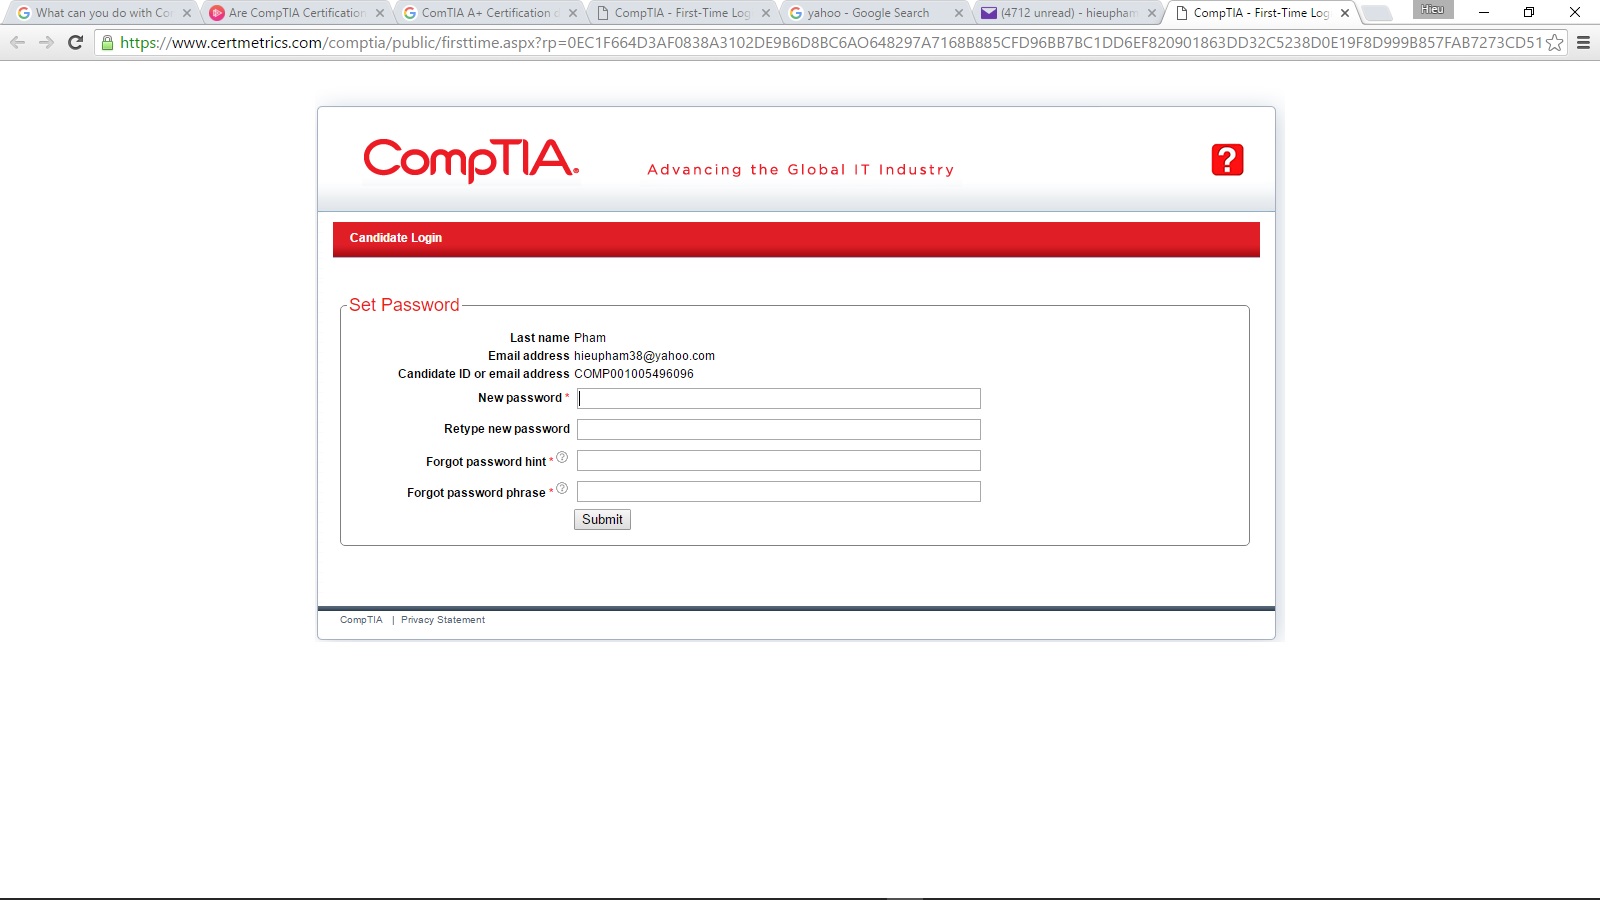 What can you do with Co
Are CompTIA Certification
ComTIA A+ Certification
CompTIA - First-Time Log
yahoo - Google Search
(4712 unread) - hieupham
CompTIA - First-Time Log
Hieu
https://www.certmetrics.com/comptia/public/firsttime.aspx?rp=0EC1F664D3AF0838A3102DE9B6D8BC6AO648297A7168B885CFD96BB7BC1DD6EF820901863DD32C5238D0E19F8D999B857FAB7273CD51
CompTIA.
Advancing the Global IT Industry
?
Candidate Login
Set Password
Last name Pham
Email address hieupham38@yahoo.com
Candidate ID or email address COMP001005496096
New password *
Retype new password
Forgot password hint * ?
Forgot password phrase * ?
Submit
CompTIA | Privacy Statement